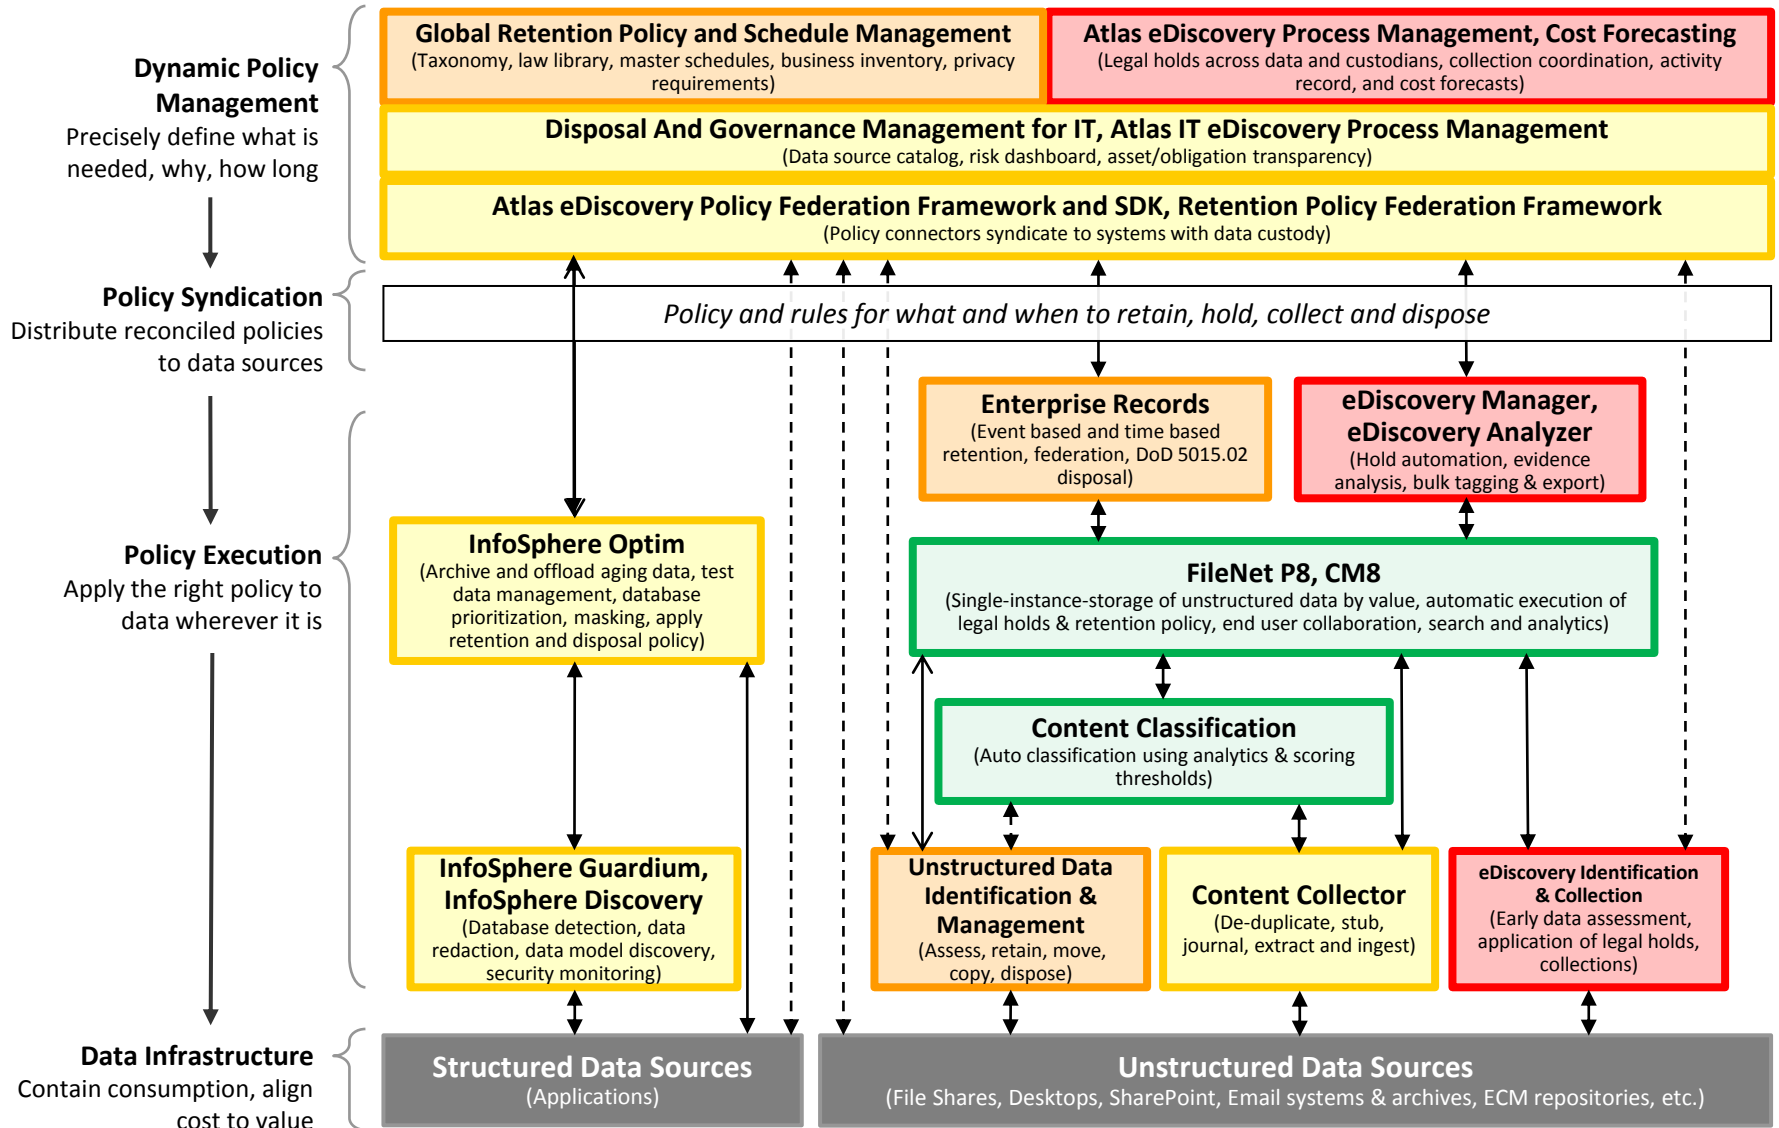 Dynamic Policy
Management
Precisely define what is
needed, why, how long
Global Retention Policy and Schedule Management
(Taxonomy, law library, master schedules, business inventory, privacy
requirements)
Atlas eDiscovery Process Management, Cost Forecasting
(Legal holds across data and custodians, collection coordination, activity
record, and cost forecasts)
Disposal And Governance Management for IT, Atlas IT eDiscovery Process Management
(Data source catalog, risk dashboard, asset/obligation transparency)
Atlas eDiscovery Policy Federation Framework and SDK, Retention Policy Federation Framework
(Policy connectors syndicate to systems with data custody)
Policy Syndication
Distribute reconciled policies
to data sources
Policy and rules for what and when to retain, hold, collect and dispose
Policy Execution
Apply the right policy to
data wherever it is
Enterprise Records
(Event based and time based
retention, federation, DoD 5015.02
disposal)
eDiscovery Manager,
eDiscovery Analyzer
(Hold automation, evidence
analysis, bulk tagging & export)
InfoSphere Optim
(Archive and offload aging data, test
data management, database
prioritization, masking, apply
retention and disposal policy)
FileNet P8, CM8
(Single-instance-storage of unstructured data by value, automatic execution of
legal holds & retention policy, end user collaboration, search and analytics)
Content Classification
(Auto classification using analytics & scoring
thresholds)
InfoSphere Guardium,
InfoSphere Discovery
(Database detection, data
redaction, data model discovery,
security monitoring)
Unstructured Data
Identification &
Management
(Assess, retain, move,
copy, dispose)
Content Collector
(De-duplicate, stub,
journal, extract and ingest)
eDiscovery Identification
& Collection
(Early data assessment,
application of legal holds,
collections)
Data Infrastructure
Contain consumption, align
cost to value
Structured Data Sources
(Applications)
Unstructured Data Sources
(File Shares, Desktops, SharePoint, Email systems & archives, ECM repositories, etc.)